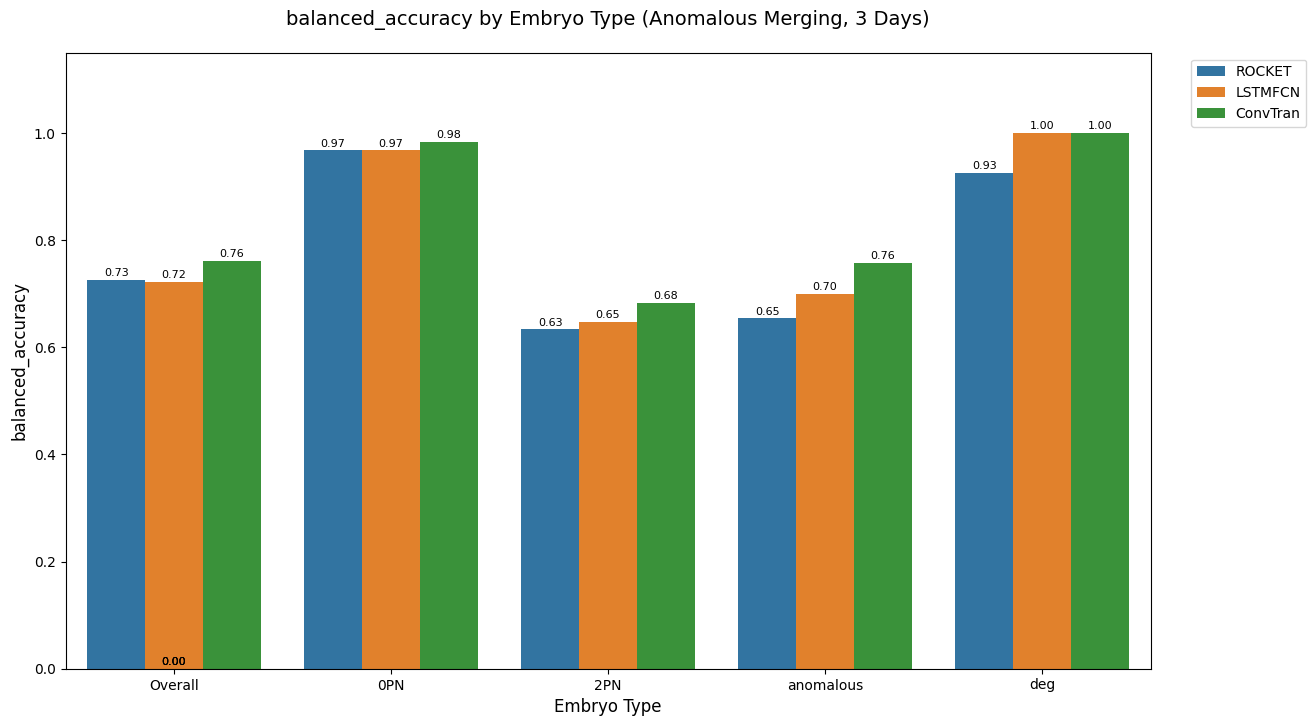 balanced_accuracy by Embryo Type (Anomalous Merging, 3 Days)
ROCKET
LSTMFCN
ConvTran
balanced_accuracy
1.0
0.8
0.6
0.4
0.2
0.0
0.73
0.72
0.76
0.00
0.97
0.97
0.98
0.63
0.65
0.68
0.65
0.70
0.76
0.93
1.00
1.00
Overall
0PN
2PN
anomalous
deg
Embryo Type